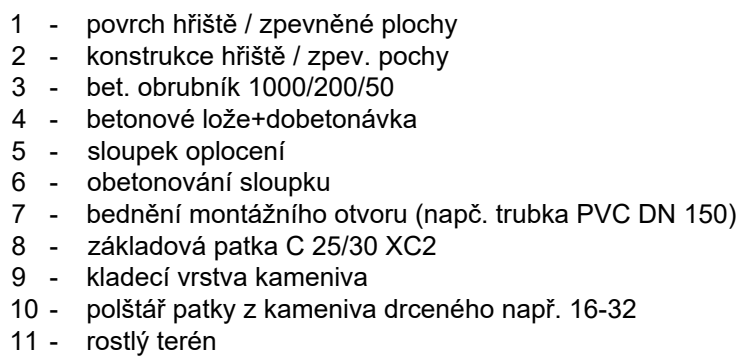 1 - povrch hřiště / zpevněné plochy
2 - konstrukce hřiště / zpev. pochy
3 - bet. obrubník 1000/200/50
4 - betonové lože+dobetonávka
5 - sloupek oplocení
6 - obetonování sloupku
7 - bednění montážního otvoru (napč. trubka PVC DN 150)
8 - základová patka C 25/30 XC2
9 - kladecí vrstva kameniva
10 - polštář patky z kameniva drceného např. 16-32
11 - rostlý terén